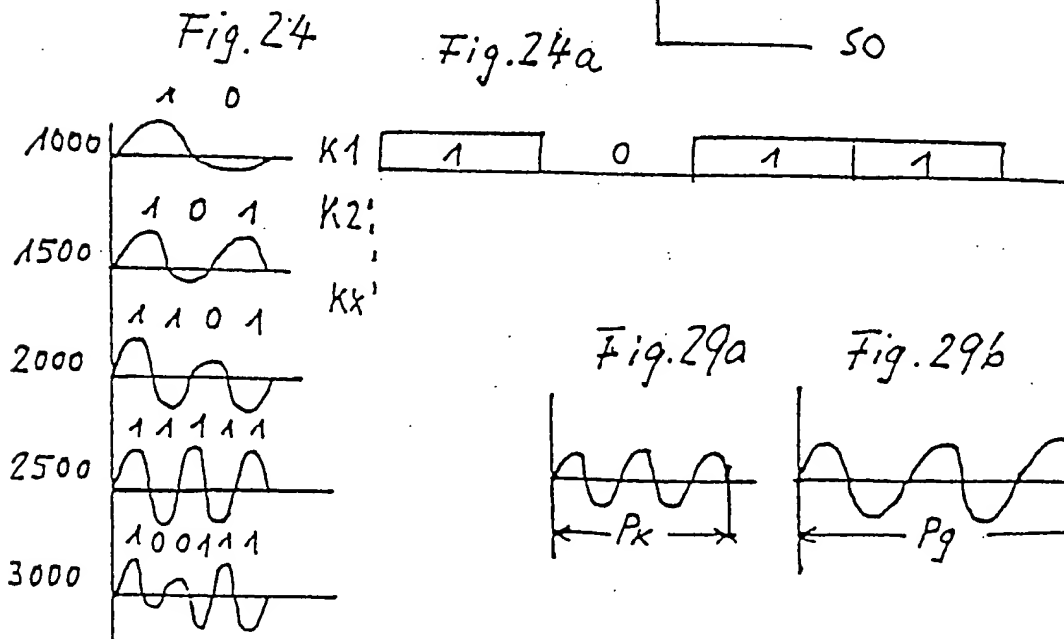 Fig. 24
Fig. 24a
SO
1 0
1000
K1
1 0 1 1
1 0 1
1500
K2
Kx
1 1 0 1
2000
Fig. 29a
Fig. 29b
1 1 1 1 1
2500
PK
Pg
1 0 0 1 1 1
3000